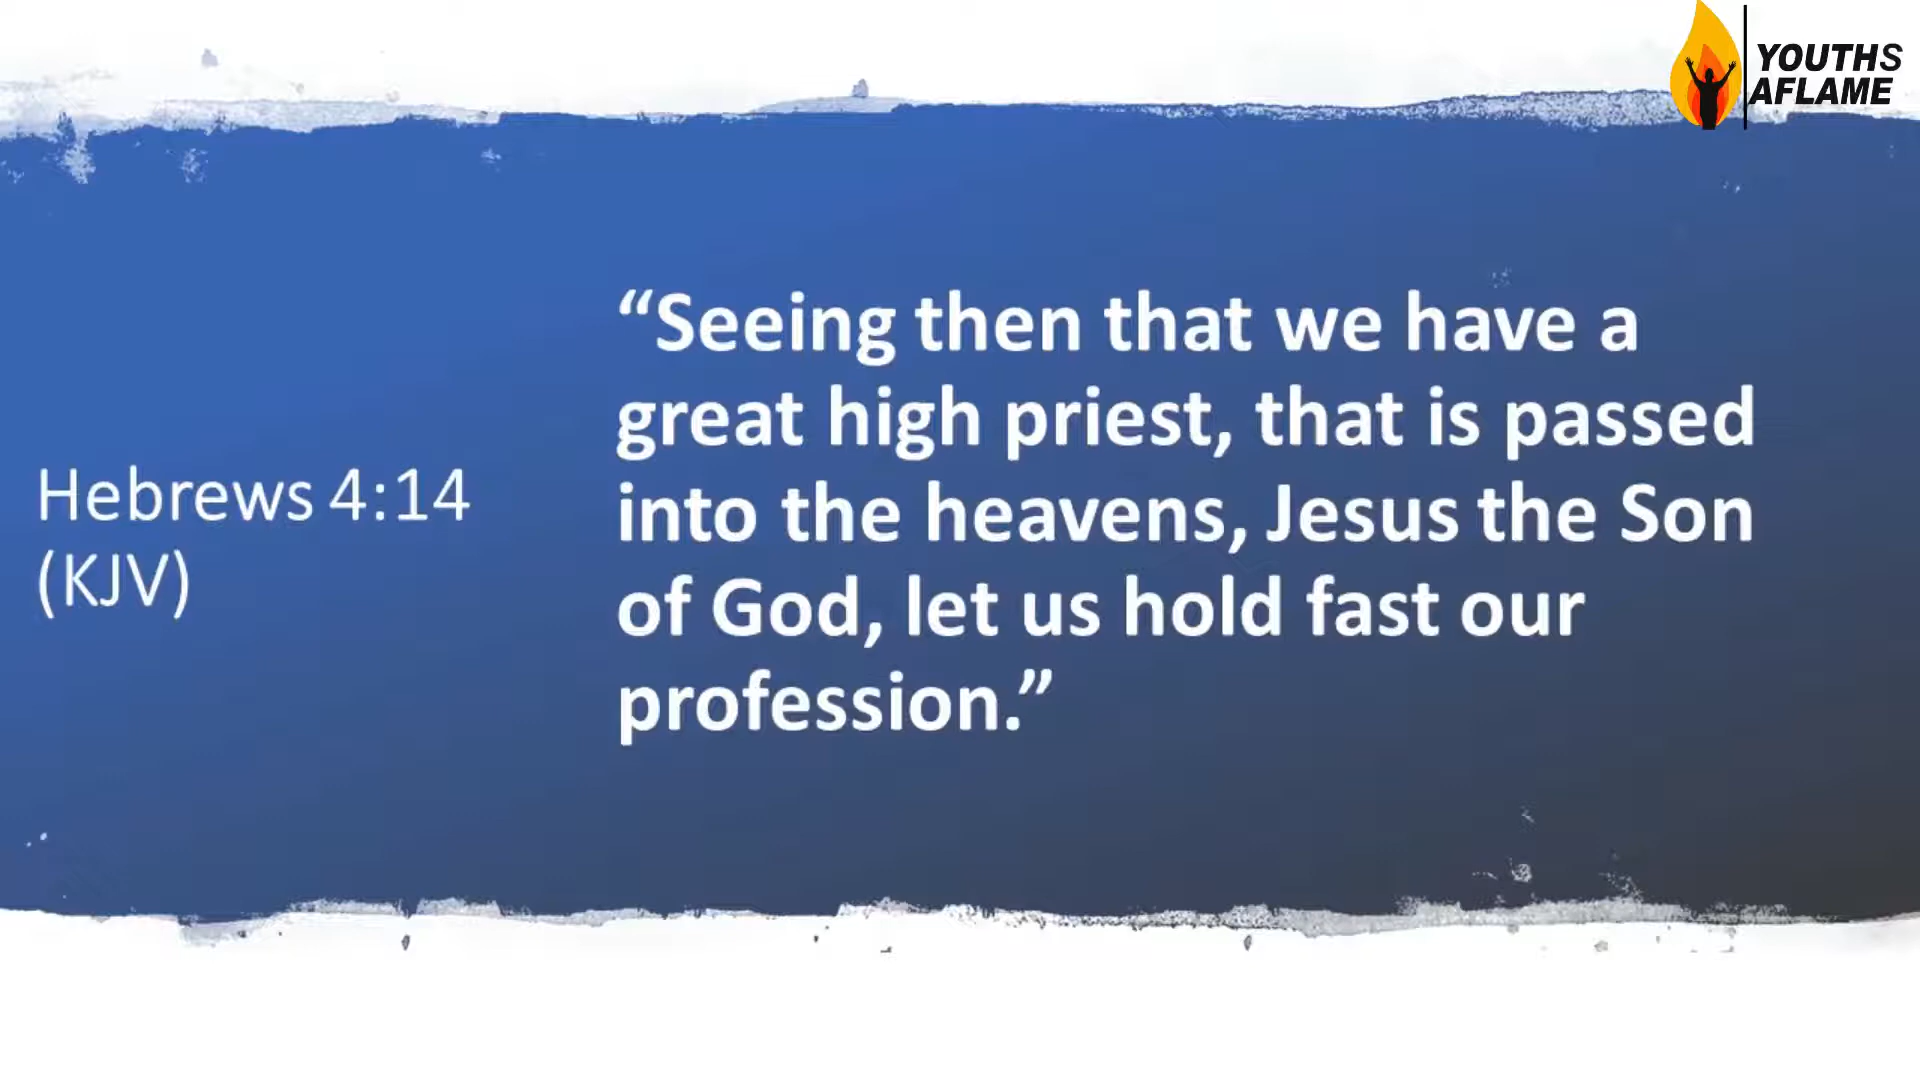 YOUTHS
AFLAME
Hebrews 4:14
(KJV)
“Seeing then that we have a
great high priest, that is passed
into the heavens, Jesus the Son
of God, let us hold fast our
profession.”